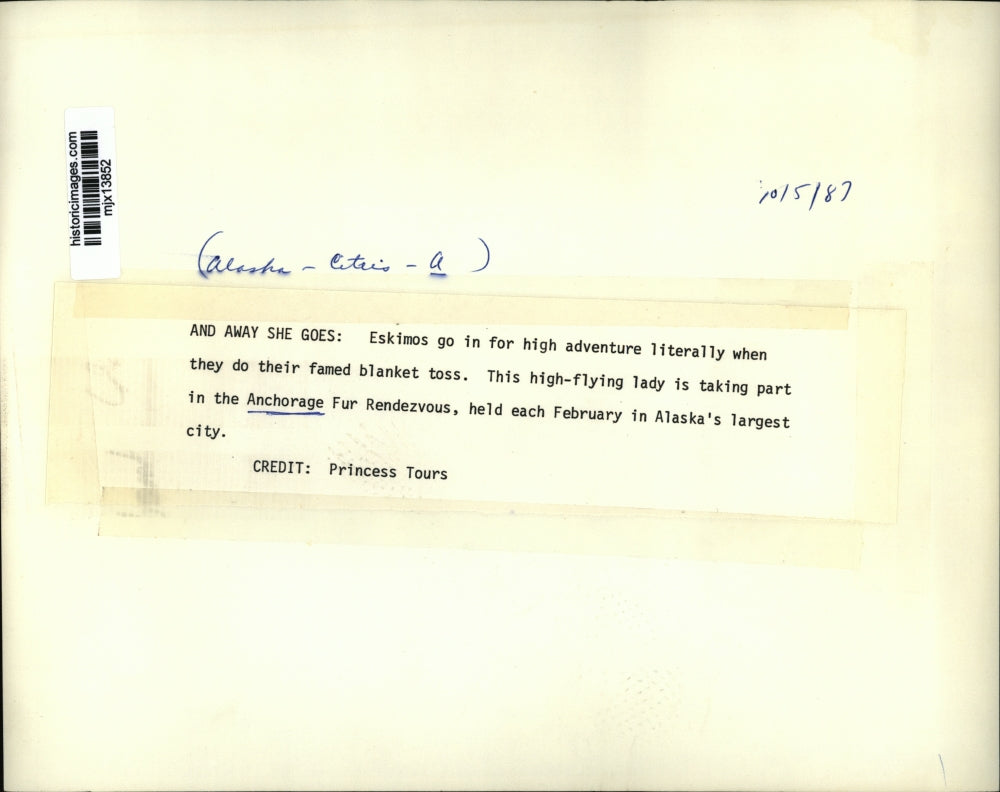 historicimages.com
mjx13852
10/5/87
(Alaska - Cities - A)
AND AWAY SHE GOES: Eskimos go in for high adventure literally when
they do their famed blanket toss. This high-flying lady is taking part
in the Anchorage Fur Rendezvous, held each February in Alaska's largest
city.
CREDIT: Princess Tours